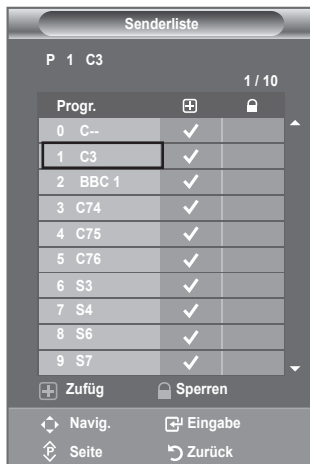 Senderliste
P 1 C3
1 / 10
Progr.
0 C--
1 C3
2 BBC 1
3 C74
4 C75
5 C76
6 S3
7 S4
8 S6
9 S7
Zufüg Sperren
Navig. Eingabe
Seite Zurück